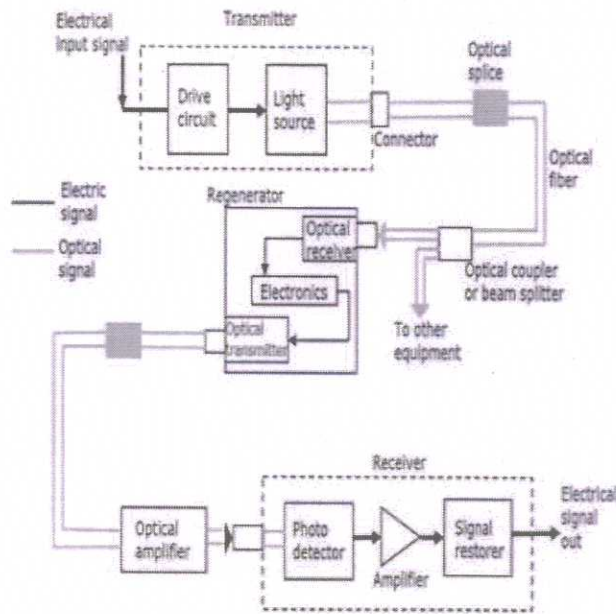 Transmitter
Electrical
input signal
Drive
circuit
Light
source
Connector
Optical
splice
Optical
fiber
Electric
signal
Optical
signal
Regenerator
Optical
receiver
Electronics
Optical
transmitter
Optical coupler
or beam splitter
To other
equipment
Receiver
Optical
amplifier
Photo
detector
Amplifier
Signal
restorer
Electrical
signal
out